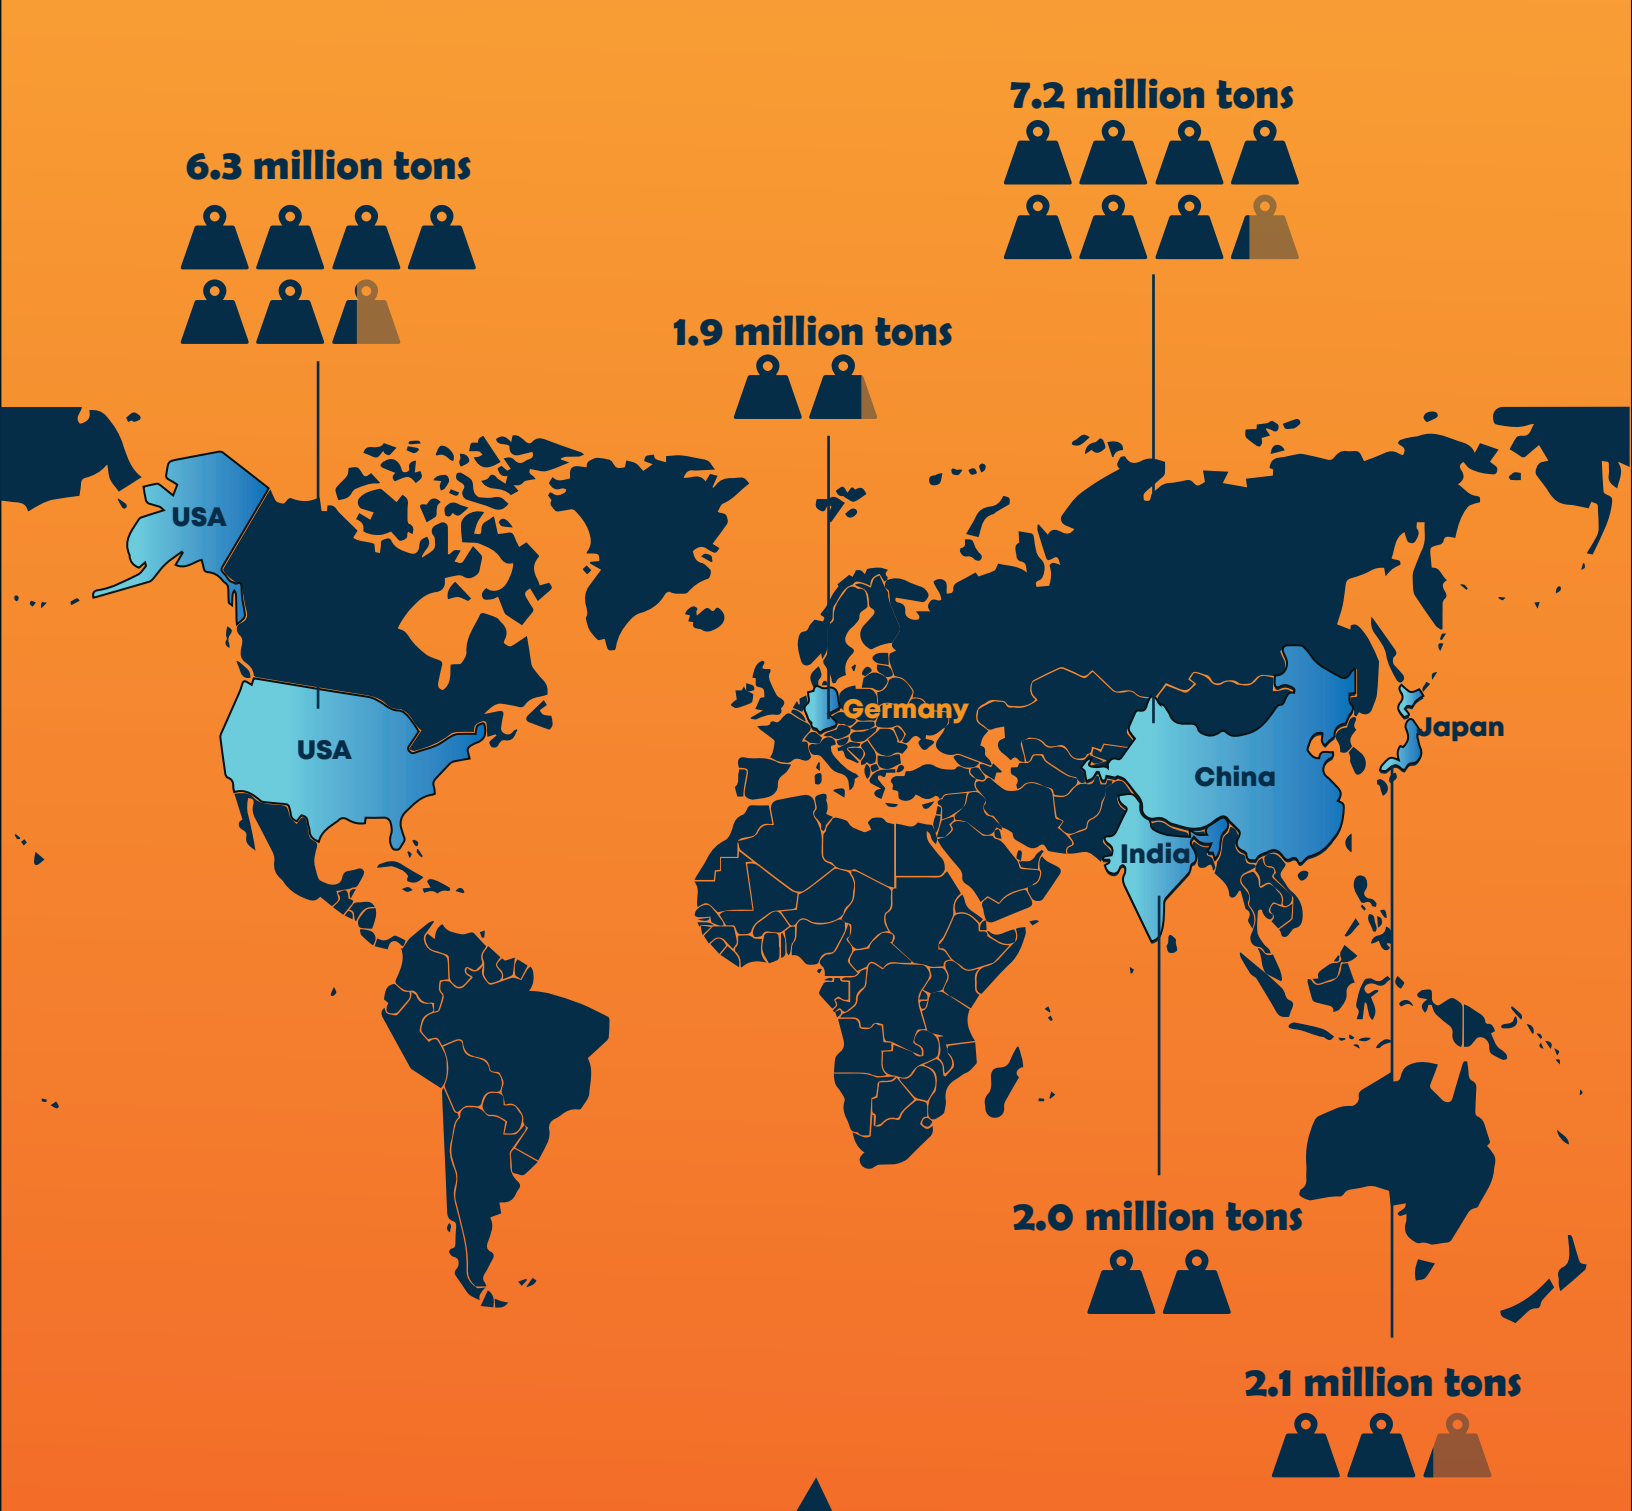 7.2 million tons
6.3 million tons
1.9 million tons
USA
Germany
Japan
USA
China
India
2.0 million tons
2.1 million tons